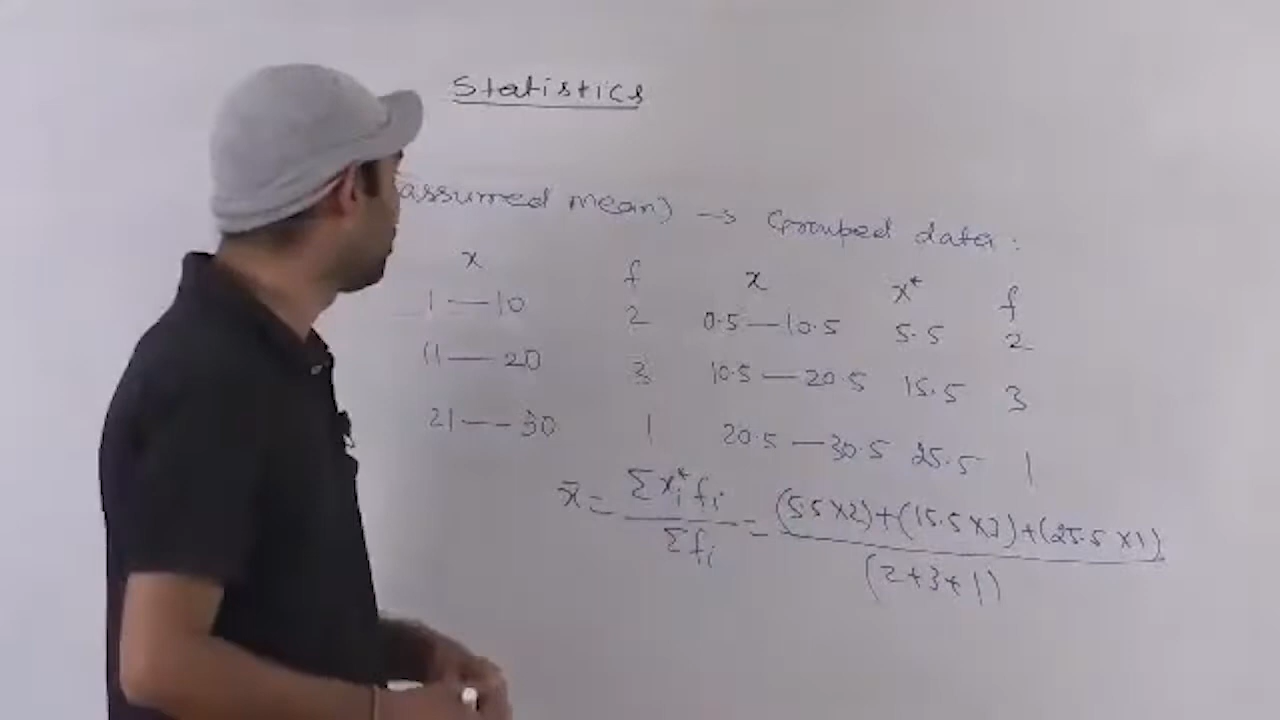 Statistics
assumed mean) → Grouped data :
x f x x* f
1 — 10 2 0.5 — 10.5 5.5 2
11 — 20 3 10.5 — 20.5 15.5 3
21 — 30 1 20.5 — 30.5 25.5 1
x̄ = Σxᵢ* fᵢ / Σfᵢ = (5.5×2)+(15.5×3)+(25.5×1) / (2+3+1)